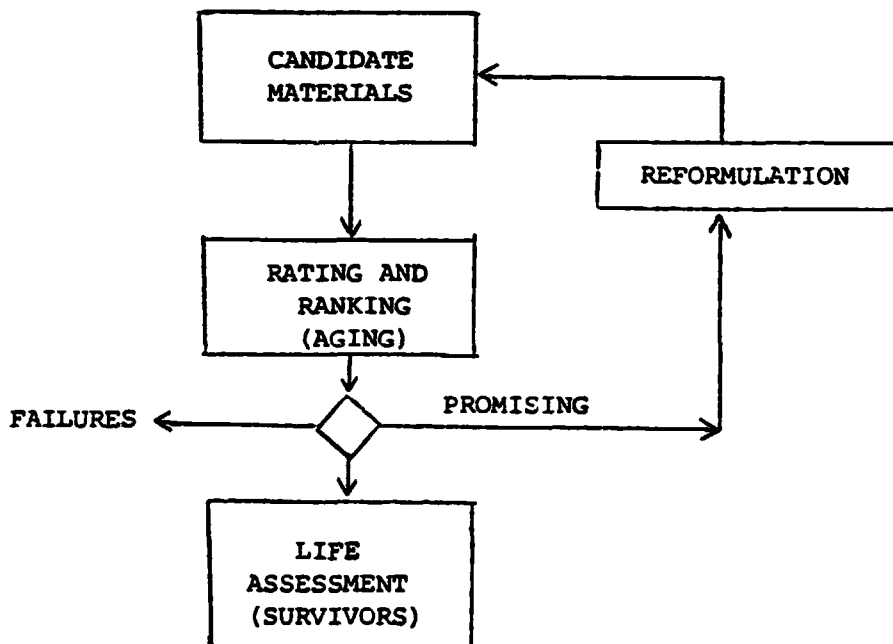 CANDIDATE
MATERIALS
REFORMULATION
RATING AND
RANKING
(AGING)
FAILURES
PROMISING
LIFE
ASSESSMENT
(SURVIVORS)